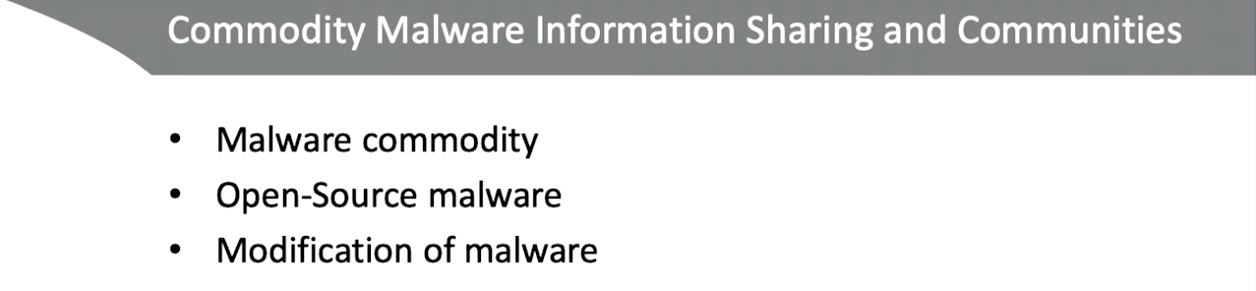 Commodity Malware Information Sharing and Communities
• Malware commodity
• Open-Source malware
• Modification of malware